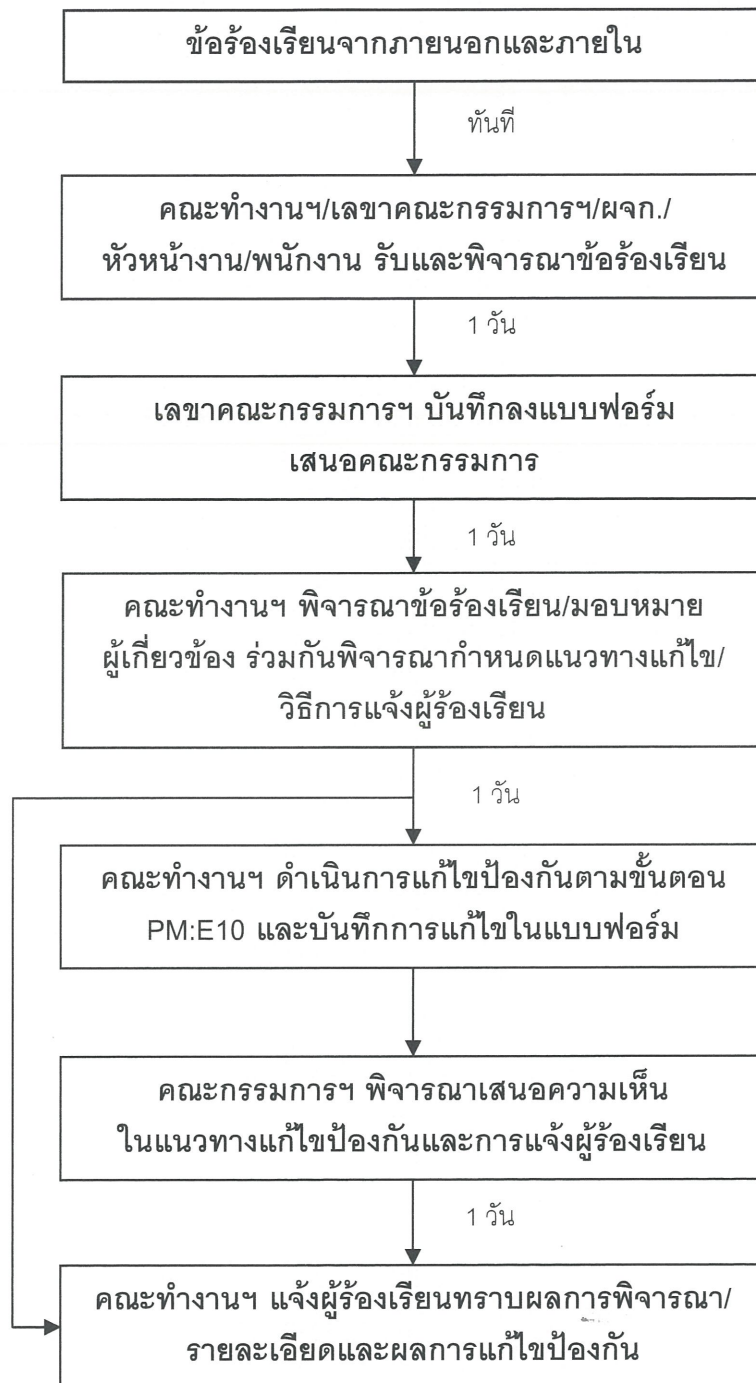 ข้อร้องเรียนจากภายนอกและภายใน
ทันที
คณะทำงานฯ/เลขาคณะกรรมการฯ/ผจก./
หัวหน้างาน/พนักงาน รับและพิจารณาข้อร้องเรียน
1 วัน
เลขาคณะกรรมการฯ บันทึกลงแบบฟอร์ม
เสนอคณะกรรมการ
1 วัน
คณะทำงานฯ พิจารณาข้อร้องเรียน/มอบหมาย
ผู้เกี่ยวข้อง ร่วมกันพิจารณากำหนดแนวทางแก้ไข/
วิธีการแจ้งผู้ร้องเรียน
1 วัน
คณะทำงานฯ ดำเนินการแก้ไขป้องกันตามขั้นตอน
PM:E10 และบันทึกการแก้ไขในแบบฟอร์ม
คณะกรรมการฯ พิจารณาเสนอความเห็น
ในแนวทางแก้ไขป้องกันและการแจ้งผู้ร้องเรียน
1 วัน
คณะทำงานฯ แจ้งผู้ร้องเรียนทราบผลการพิจารณา/
รายละเอียดและผลการแก้ไขป้องกัน